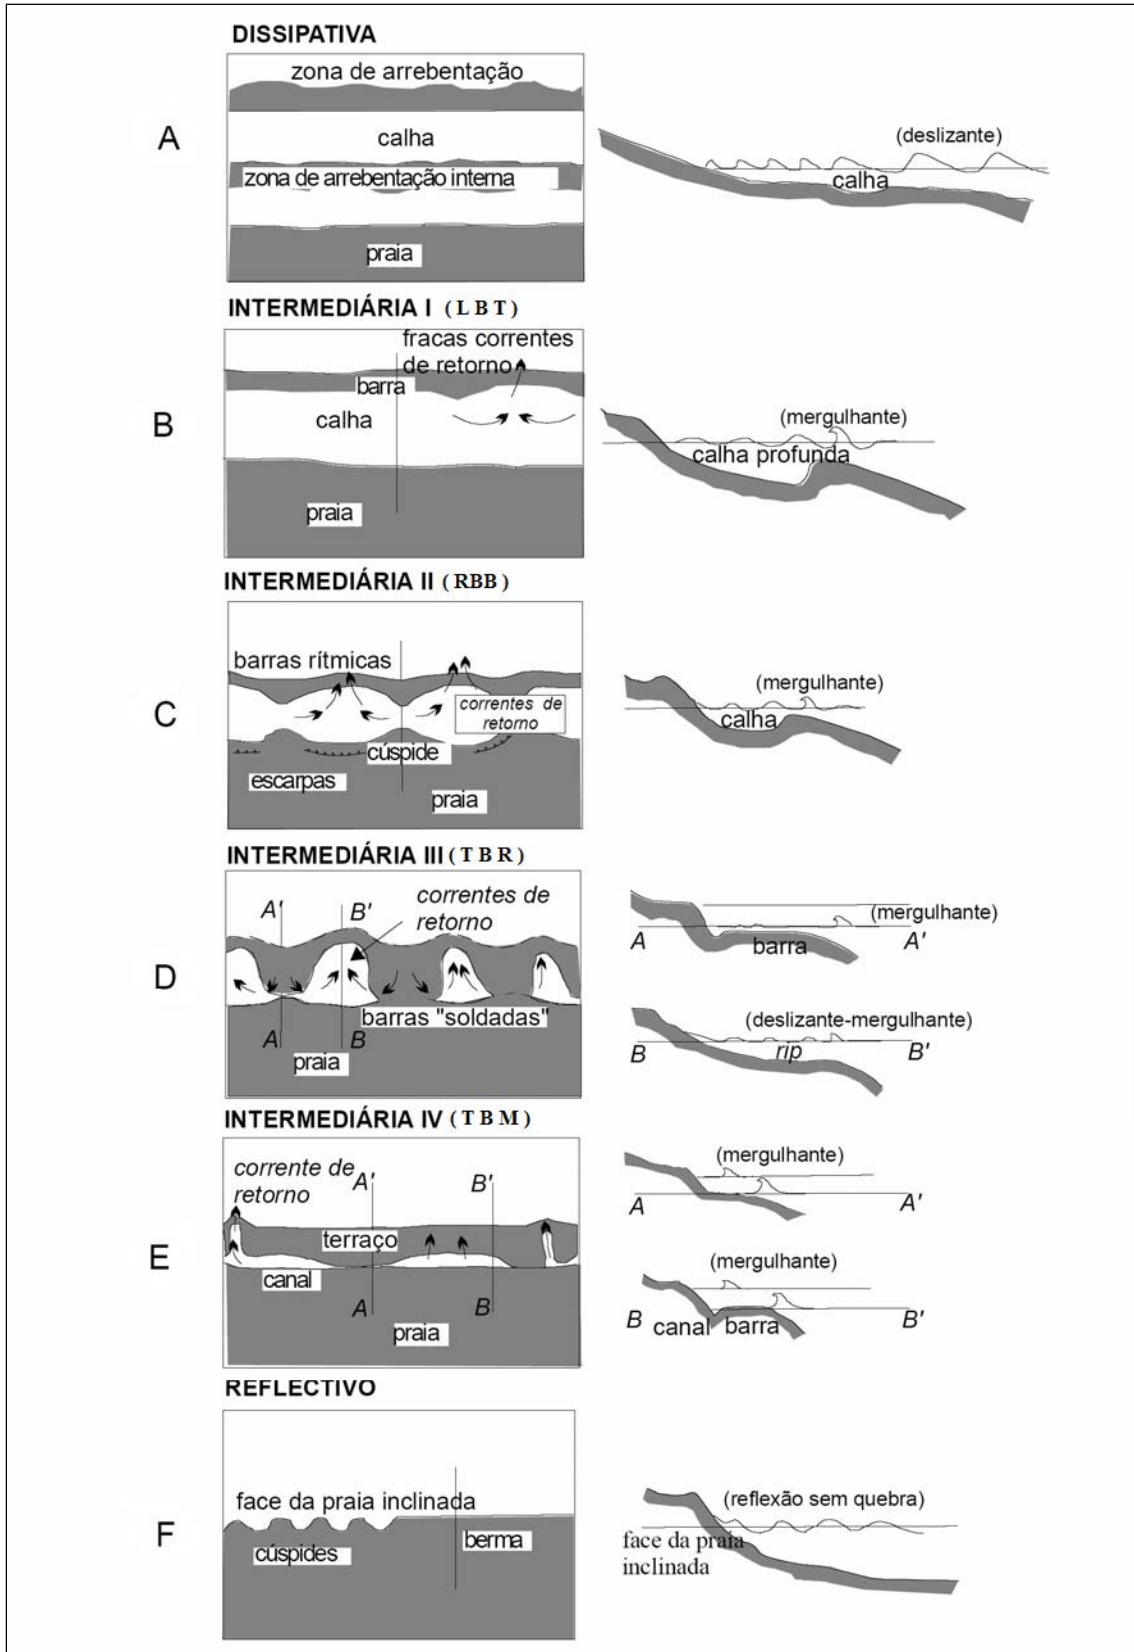 DISSIPATIVA
A
zona de arrebentação
calha
zona de arrebentação interna
praia
(deslizante)
calha
INTERMEDIÁRIA I ( L B T )
B
fracas correntes
de retorno
barra
calha
praia
(mergulhante)
calha profunda
INTERMEDIÁRIA II ( RBB )
C
barras rítmicas
correntes de
retorno
cúspide
escarpas
praia
(mergulhante)
calha
INTERMEDIÁRIA III ( T B R )
D
A' B' correntes de
retorno
barras "soldadas"
A B
praia
(mergulhante)
A barra A'
(deslizante-mergulhante)
B rip B'
INTERMEDIÁRIA IV ( T B M )
E
corrente de
retorno
A' B'
terraço
canal
A B
praia
(mergulhante)
A A'
(mergulhante)
B canal barra B'
REFLECTIVO
F
face da praia inclinada
cúspides
berma
(reflexão sem quebra)
face da praia
inclinada